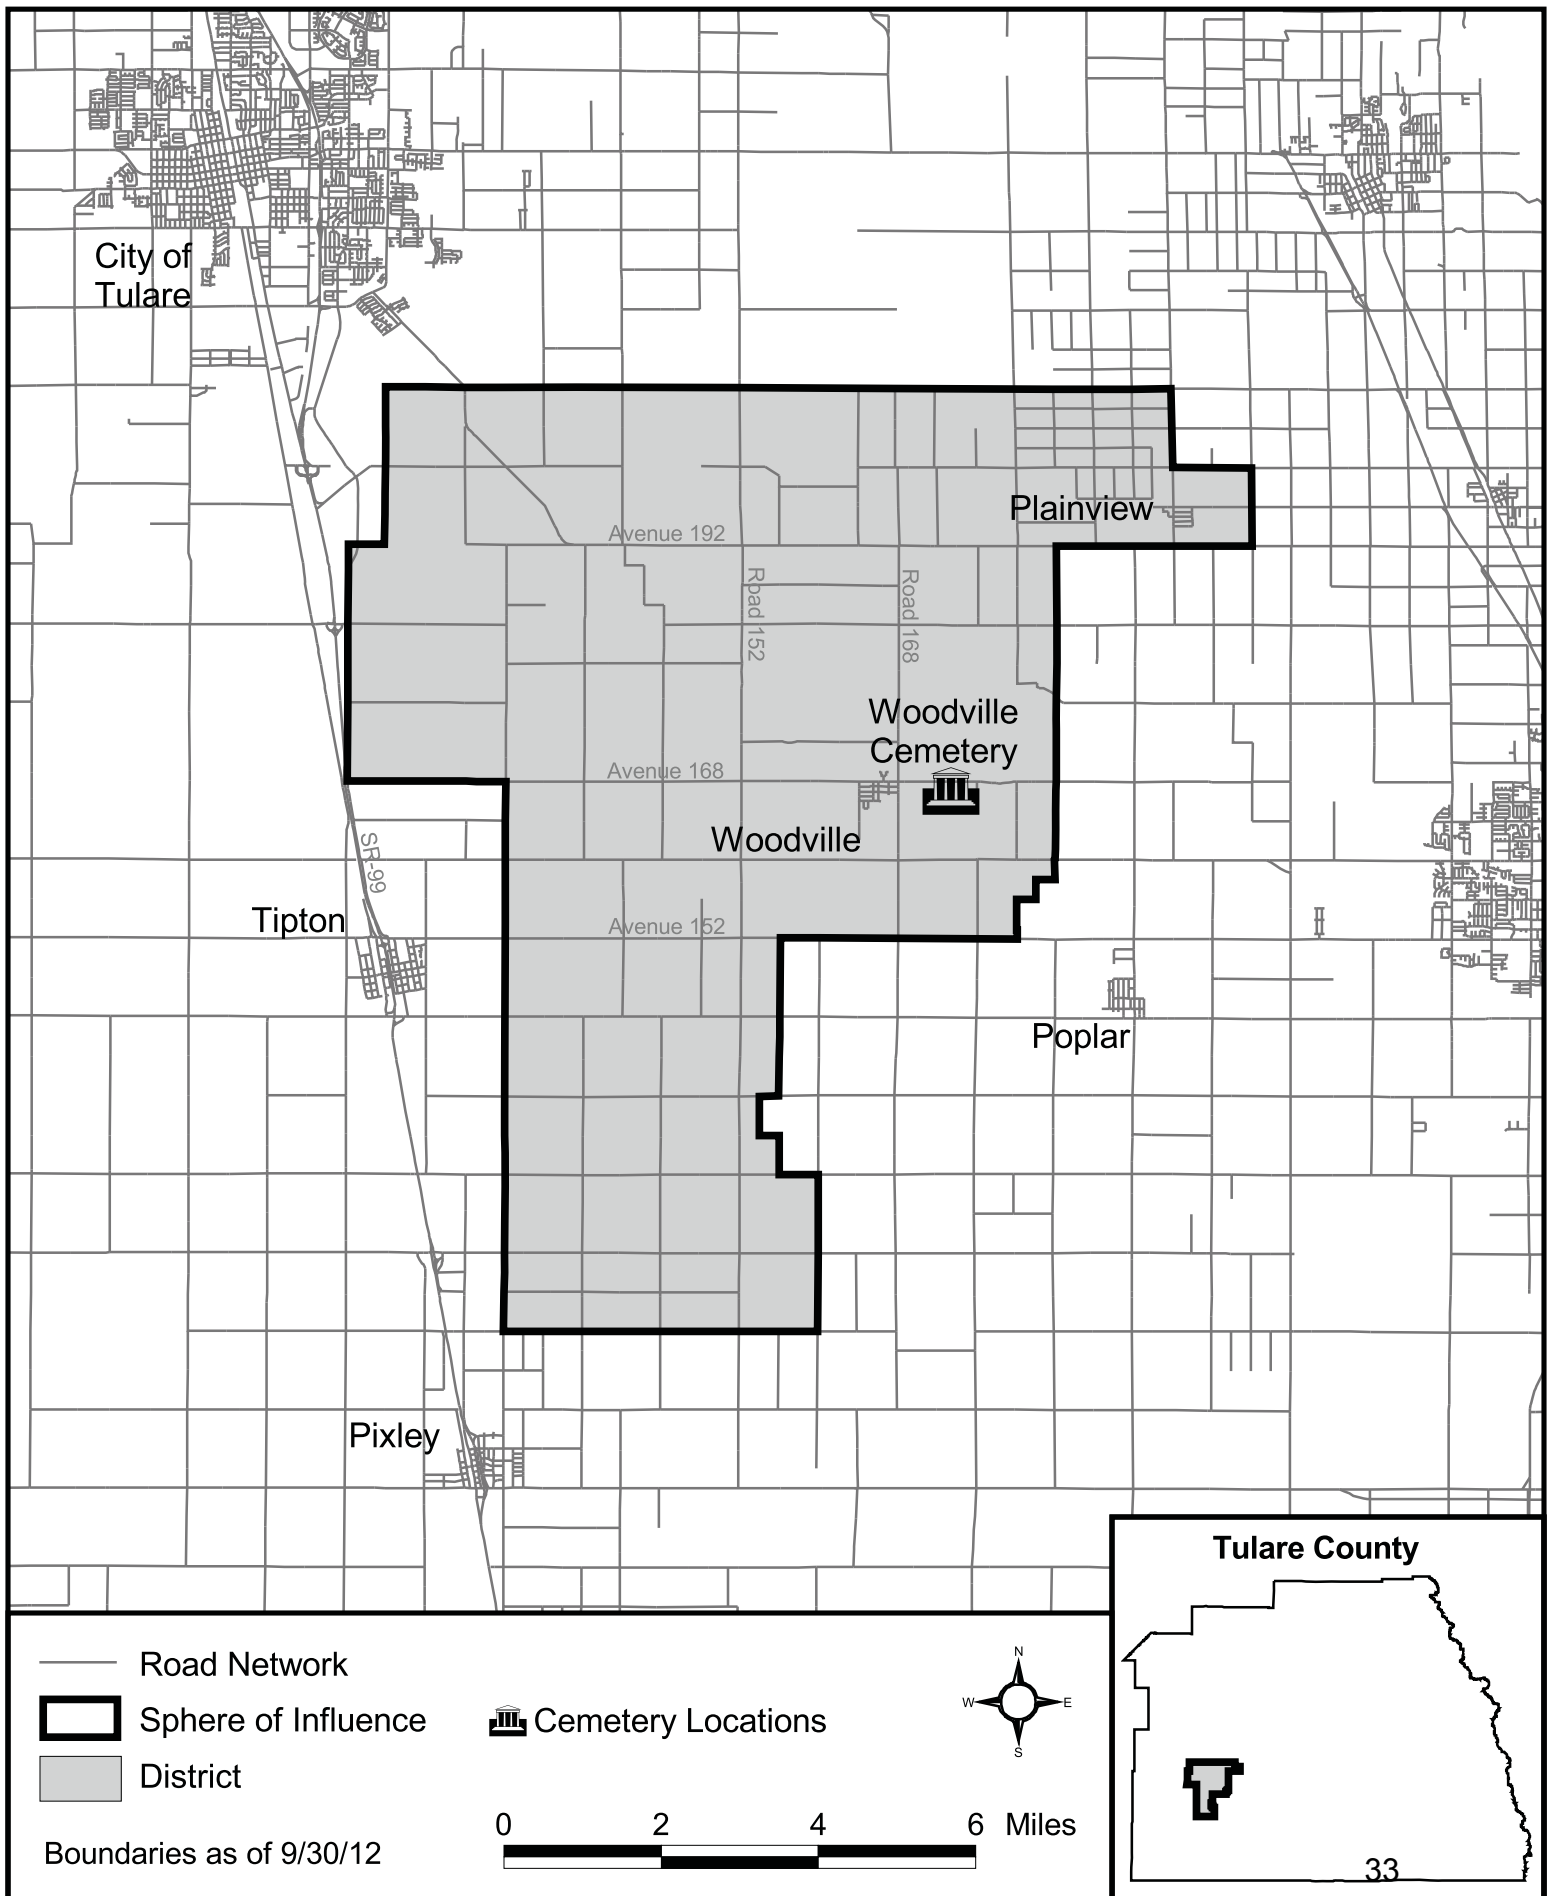 City of
Tulare
Plainview
Avenue 192
Road 152
Road 168
Woodville
Cemetery
Avenue 168
Woodville
SR-99
Tipton
Avenue 152
Poplar
Pixley
Tulare County
Road Network
Sphere of Influence
Cemetery Locations
District
Boundaries as of 9/30/12
N
W
E
S
0 2 4 6 Miles
33